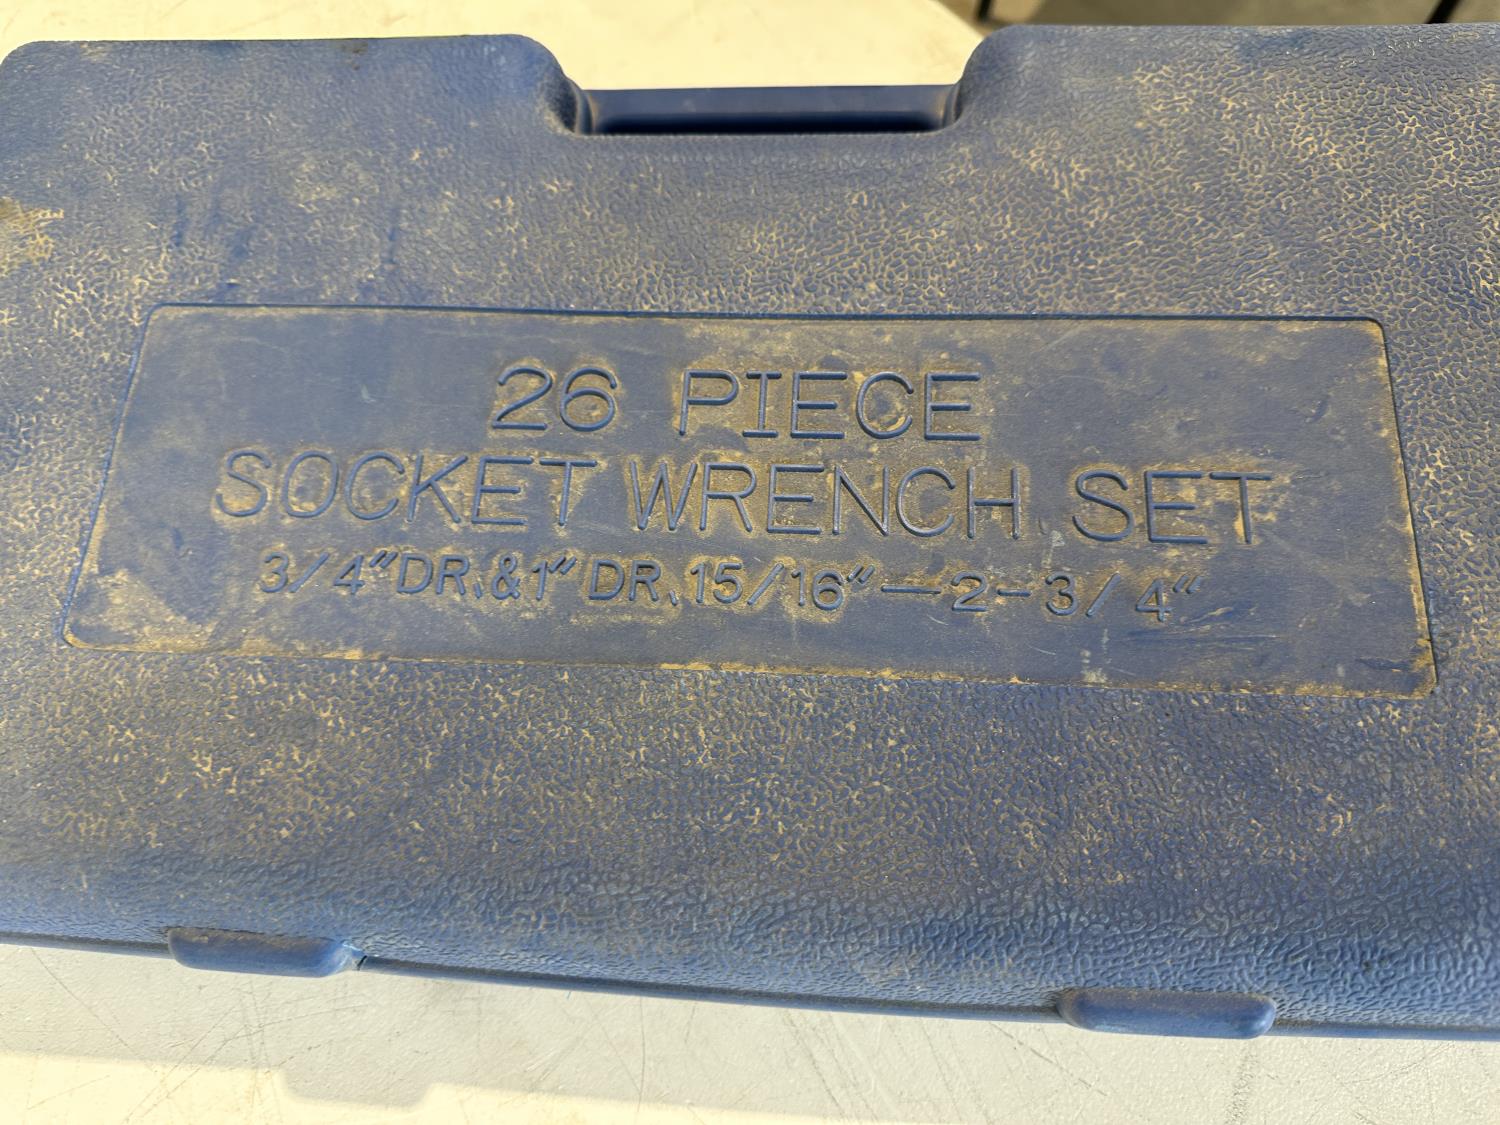 26 PIECE
SOCKET WRENCH SET
3/4"DR.&1"DR.15/16"—2-3/4"